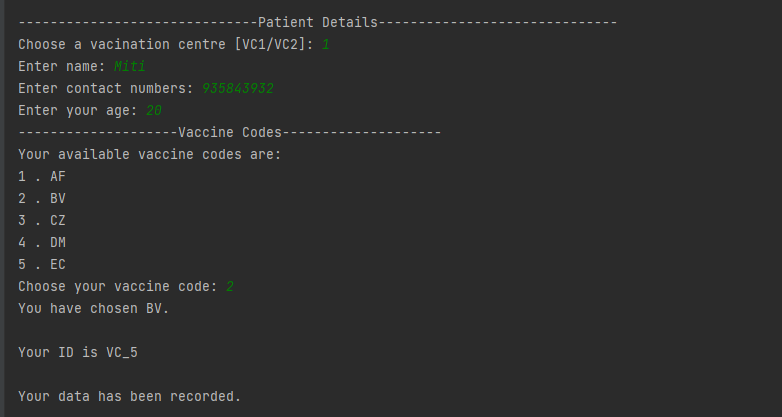 ------------------------------Patient Details------------------------------
Choose a vacination centre [VC1/VC2]: 1
Enter name: Miti
Enter contact numbers: 935843932
Enter your age: 20
--------------------Vaccine Codes--------------------
Your available vaccine codes are:
1 . AF
2 . BV
3 . CZ
4 . DM
5 . EC
Choose your vaccine code: 2
You have chosen BV.
Your ID is VC_5
Your data has been recorded.